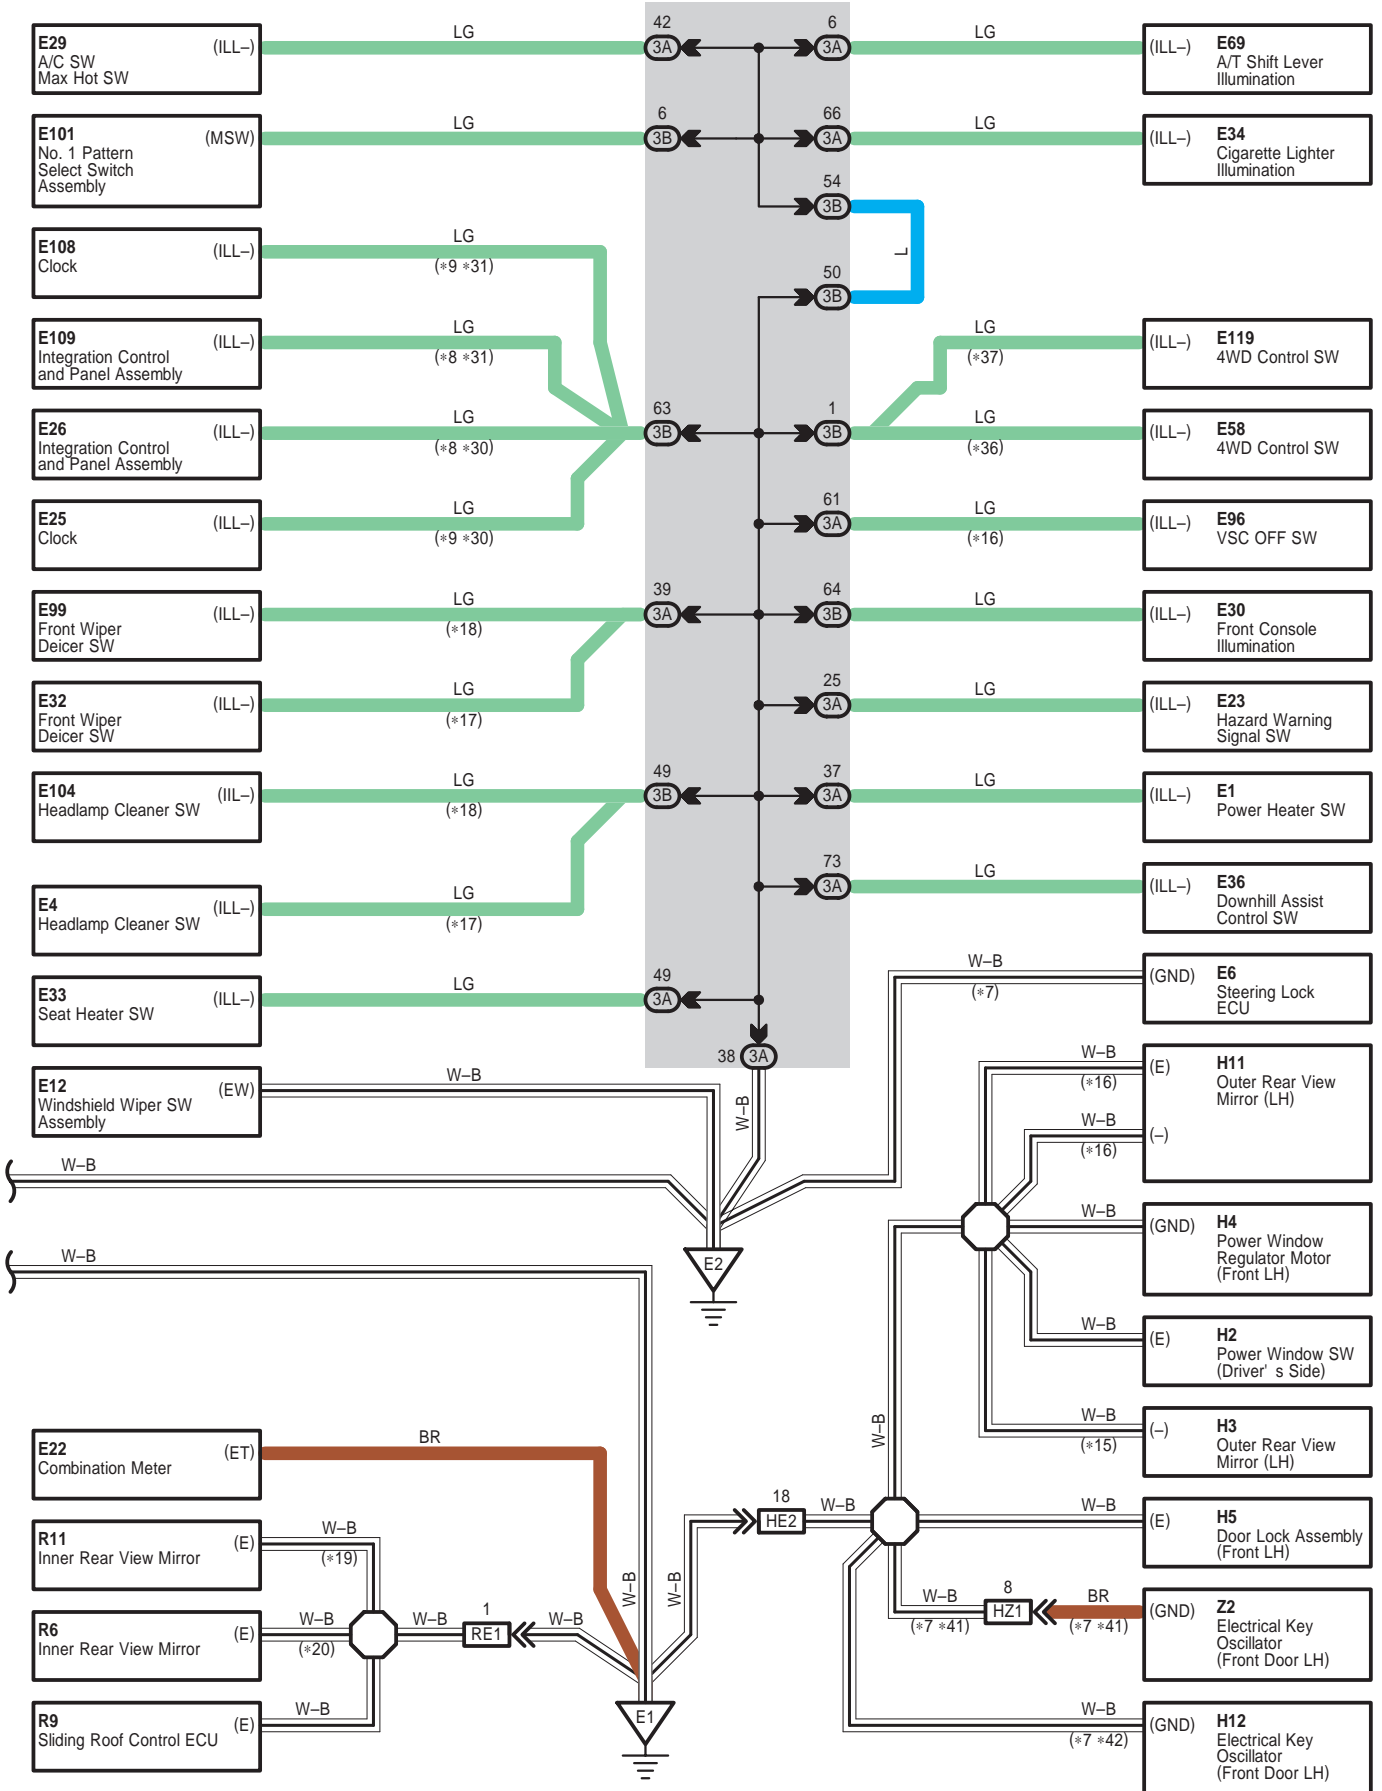 42
6
E29 (ILL–) LG 3A 3A LG (ILL–) E69
A/C SW
Max Hot SW
A/T Shift Lever
Illumination
6
66
E101 (MSW) LG 3B 3A LG (ILL–) E34
No. 1 Pattern
Select Switch
Assembly
Cigarette Lighter
Illumination
54
3B
L
E108 (ILL–) LG
Clock
(*9 *31)
50
3B
E109 (ILL–) LG
Integration Control
and Panel Assembly
(*8 *31)
LG (ILL–) E119
(*37)
4WD Control SW
63
1
E26 (ILL–) LG 3B 3B LG (ILL–) E58
Integration Control
and Panel Assembly
(*8 *30)
(*36)
4WD Control SW
61
E25 (ILL–) LG 3A LG (ILL–) E96
Clock
(*9 *30)
(*16)
VSC OFF SW
39
64
E99 (ILL–) LG 3A 3B LG (ILL–) E30
Front Wiper
Deicer SW
(*18)
Front Console
Illumination
25
E32 (ILL–) LG 3A LG (ILL–) E23
Front Wiper
Deicer SW
(*17)
Hazard Warning
Signal SW
49
37
E104 (IIL–) LG 3B 3A LG (ILL–) E1
Headlamp Cleaner SW
(*18)
Power Heater SW
73
E4 (ILL–) LG 3A LG (ILL–) E36
Headlamp Cleaner SW
(*17)
Downhill Assist
Control SW
49
E33 (ILL–) LG 3A
Seat Heater SW
W–B (GND) E6
(*7)
Steering Lock
ECU
38 3A
E12 (EW) W–B
Windshield Wiper SW
Assembly
W–B
W–B (E) H11
(*16)
Outer Rear View
Mirror (LH)
W–B (–)
(*16)
W–B
W–B (GND) H4
Power Window
Regulator Motor
(Front LH)
W–B
E2
W–B (E) H2
Power Window SW
(Driver' s Side)
W–B
W–B (–) H3
(*15)
Outer Rear View
Mirror (LH)
E22 (ET) BR
Combination Meter
18
HE2 W–B
W–B (E) H5
Door Lock Assembly
(Front LH)
R11 (E) W–B
Inner Rear View Mirror
(*19)
W–B
W–B
1
R6 (E) W–B W–B RE1 W–B
Inner Rear View Mirror
(*20)
8
W–B HZ1 BR (GND) Z2
(*7 *41)
(*7 *41)
Electrical Key
Oscillator
(Front Door LH)
R9 (E) W–B
Sliding Roof Control ECU
E1
W–B (GND) H12
(*7 *42)
Electrical Key
Oscillator
(Front Door LH)